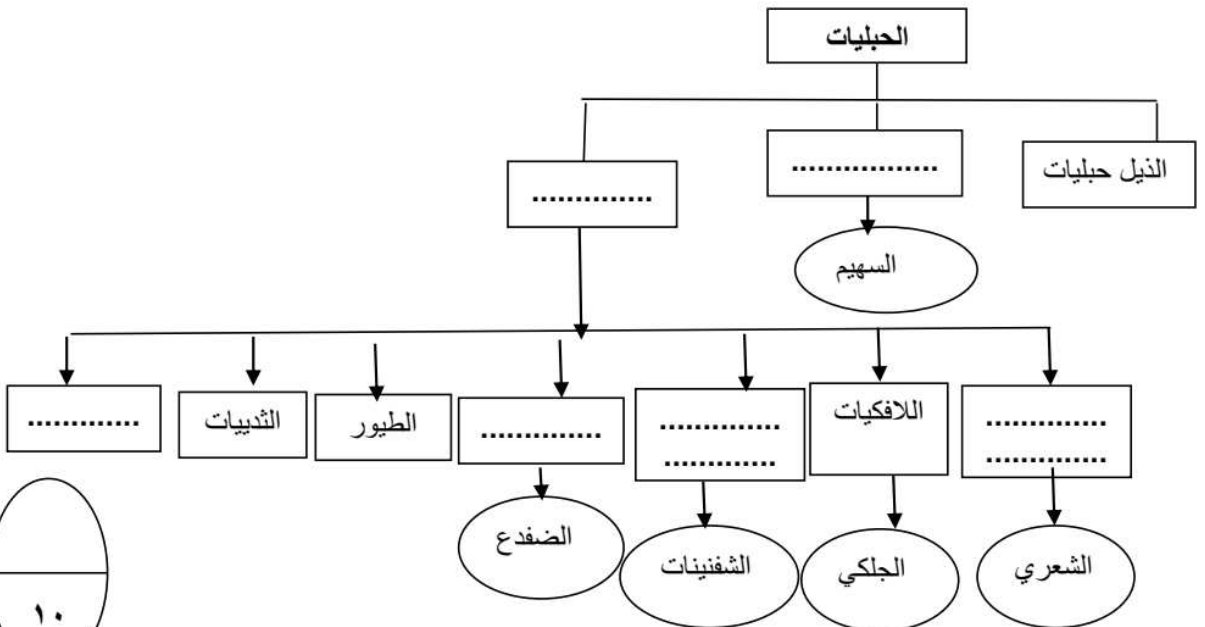 الحبليات
الذيل حبليات
.................
..............
السهيم
..............
..............
اللافكيات
..............
.............
..............
الطيور
الثدييات
.............
الشعري
الجلكي
الشفنينات
الضفدع
١٠